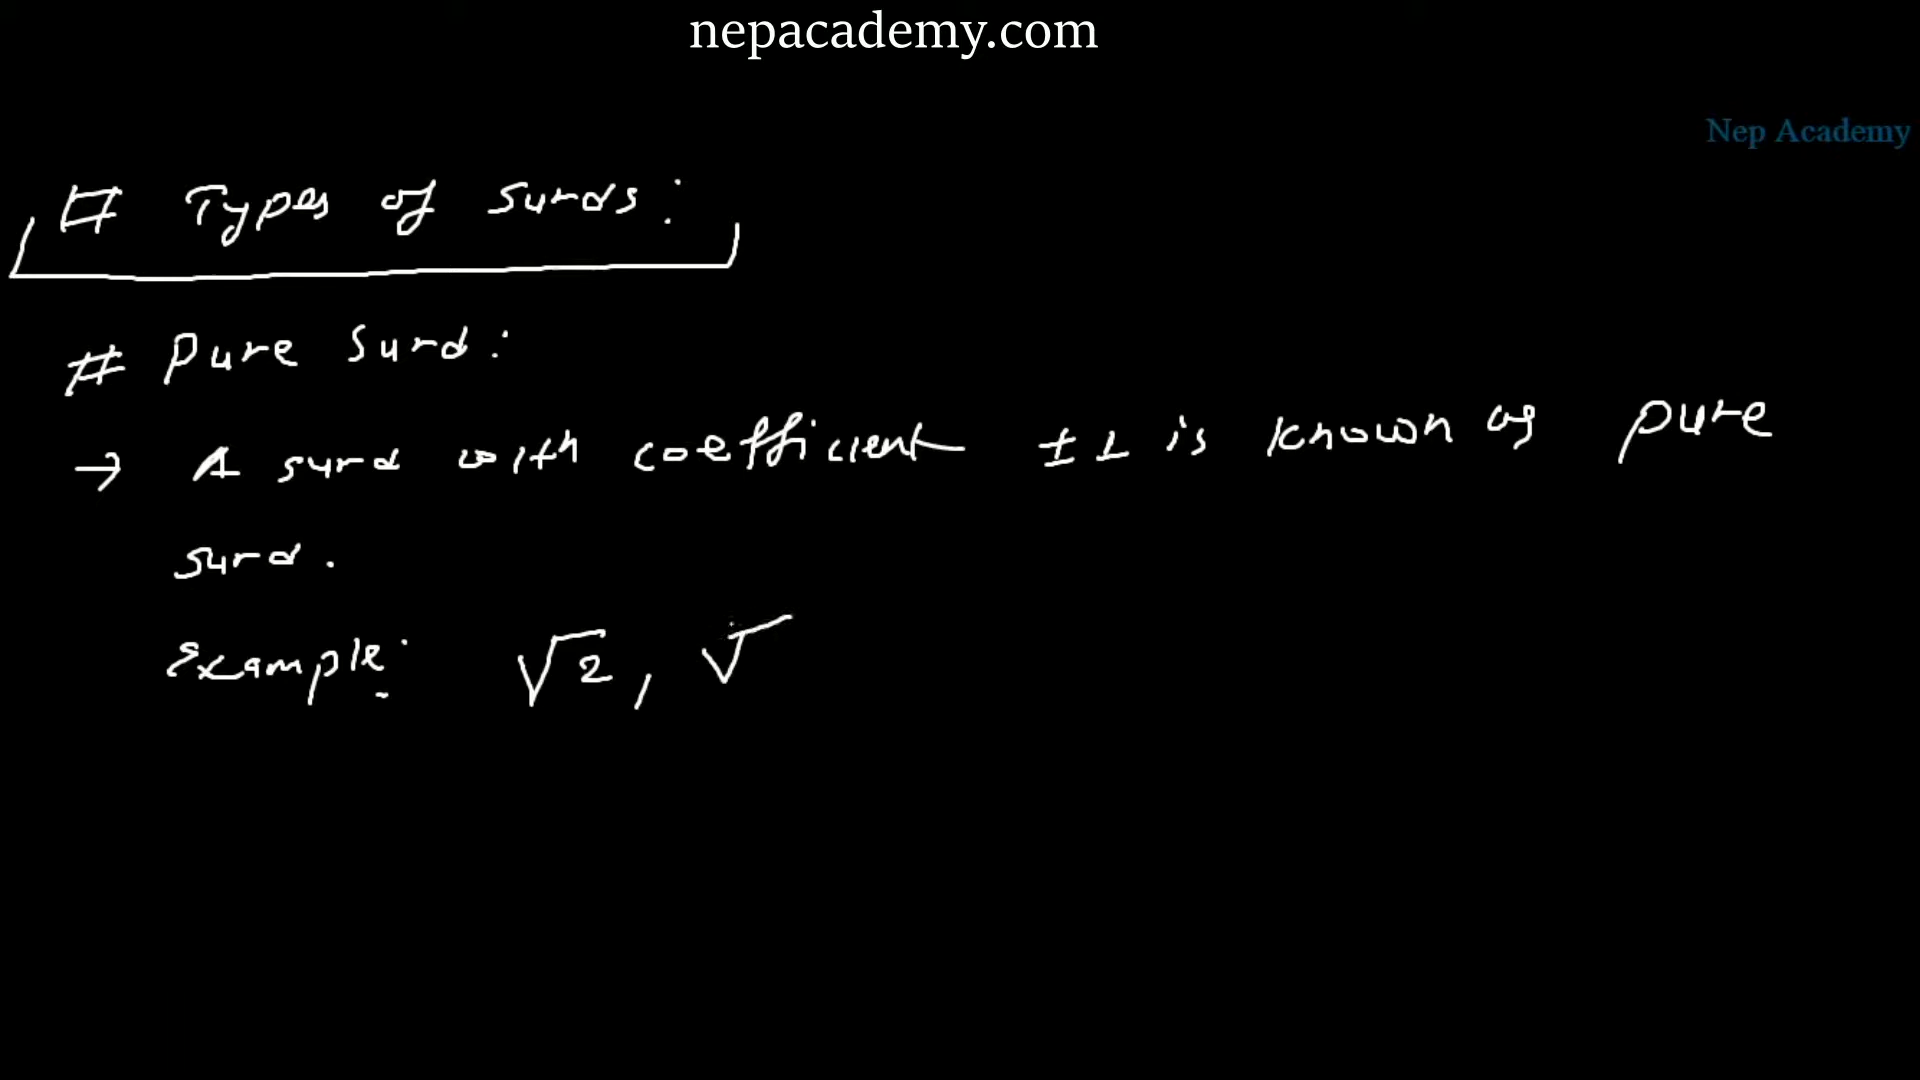 nepacademy.com
Nep Academy
# Types of Surds:
# Pure Surd:
→ A surd with coefficient ±1 is known as pure
surd.
Example: √2, √